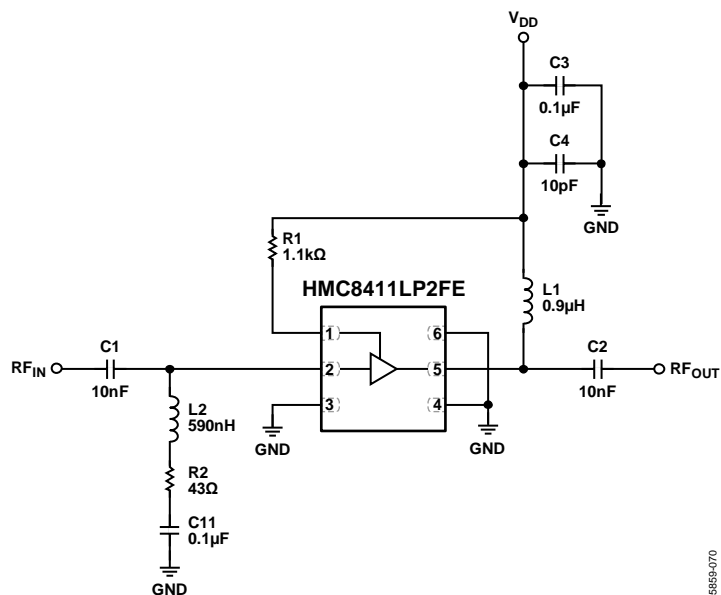 VDD
C3
0.1µF
C4
10pF
GND
R1
1.1kΩ
HMC8411LP2FE
L1
0.9µH
1
6
RFIN
C1
10nF
2
5
C2
10nF
RFOUT
3
4
L2
590nH
GND
GND
R2
43Ω
C11
0.1µF
GND
5859-070